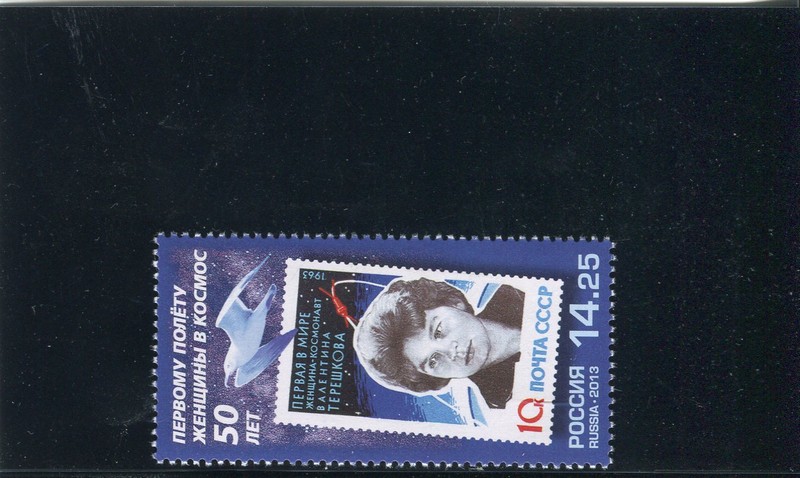 ПЕРВОМУ ПОЛЁТУ
ЖЕНЩИНЫ В КОСМОС
50
ЛЕТ
1963
ПЕРВАЯ В МИРЕ
ЖЕНЩИНА-КОСМОНАВТ
ВАЛЕНТИНА
ТЕРЕШКОВА
10к
ПОЧТА СССР
РОССИЯ 14.25
RUSSIA•2013